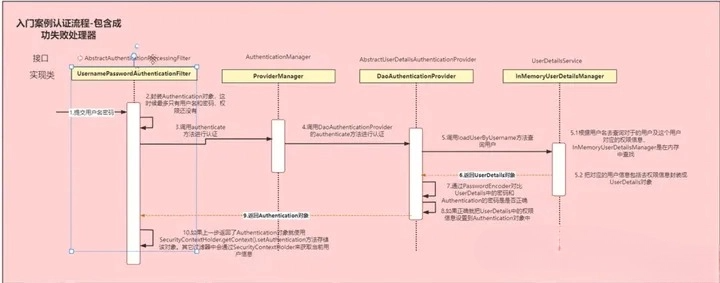 入门案例认证流程-包含成
功失败处理器
接口
实现类
AbstractAuthenticationProcessingFilter
UsernamePasswordAuthenticationFilter
AuthenticationManager
ProviderManager
AbstractUserDetailsAuthenticationProvider
DaoAuthenticationProvider
UserDetailsService
InMemoryUserDetailsManager
1.提交用户名密码
2.封装Authentication对象，这
时候最多只有用户名和密码，权
限还没有
3.调用authenticate
方法进行认证
4.调用DaoAuthenticationProvider
的authenticate方法进行认证
5.调用loadUserByUsername方法查
询用户
5.1根据用户名去查询对于的用户及这个用户
对应的权限信息，
InMemoryUserDetailsManager是在内存
中查找
5.2 把对应的用户信息包括去权限信息封装成
UserDetails对象
6.返回UserDetails对象
7.通过PasswordEncoder对比
UserDetails中的密码和
Authentication的密码是是否正确
8.如果正确就把UserDetails中的权限
信息设置到Authentication对象中
9.返回Authentication对象
10.如果上一步返回了Authentication对象就使用
SecurityContextHolder.getContext().setAuthentication方法存储
该对象。其它过滤器中会通过SecurityContextHolder来获取当前用
户信息